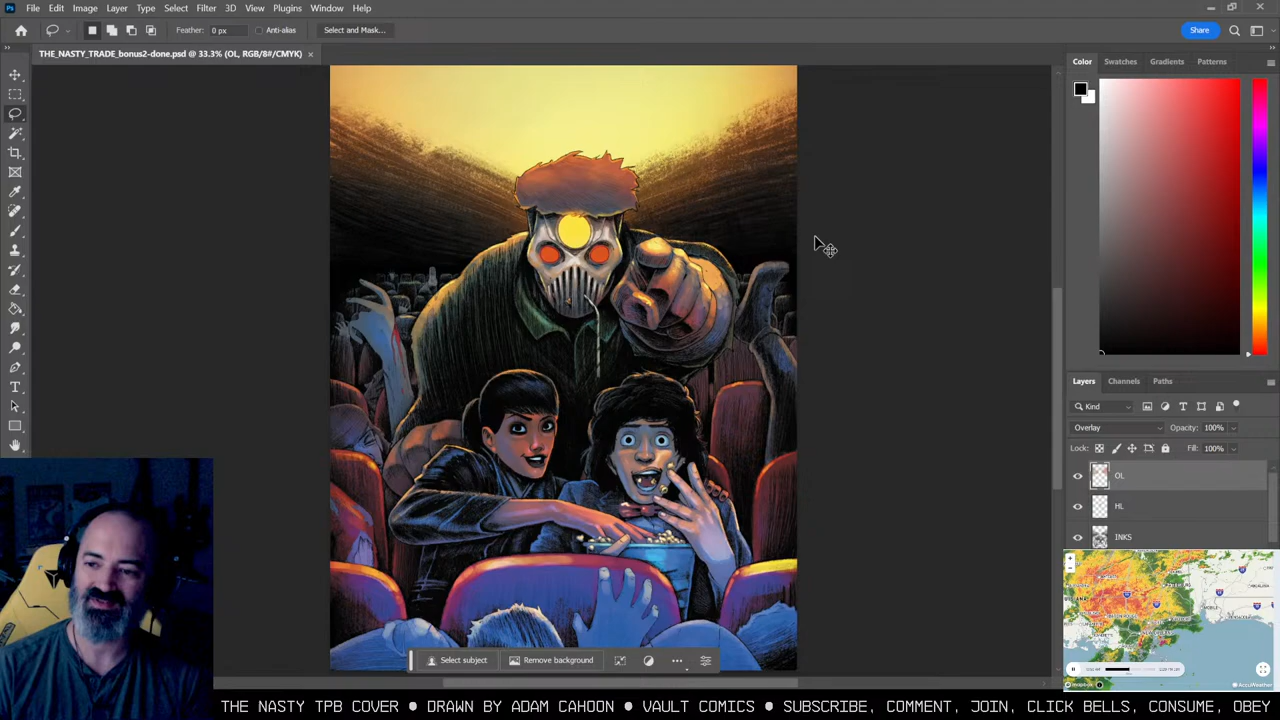 File Edit Image Layer Type Select Filter 3D View Plugins Window Help
Feather: 0 px Anti-alias Select and Mask... Share
THE_NASTY_TRADE_bonus2-done.psd @ 33.3% (OL, RGB/8#/CMYK) ×
Color Swatches Gradients Patterns
Layers Channels Paths
Kind
Overlay Opacity: 100%
Lock: Fill: 100%
OL
HL
INKS
Select subject Remove background
mapbox AccuWeather
THE NASTY TPB COVER ● DRAWN BY ADAM CAHOON ● VAULT COMICS ● SUBSCRIBE, COMMENT, JOIN, CLICK BELLS, CONSUME, OBEY